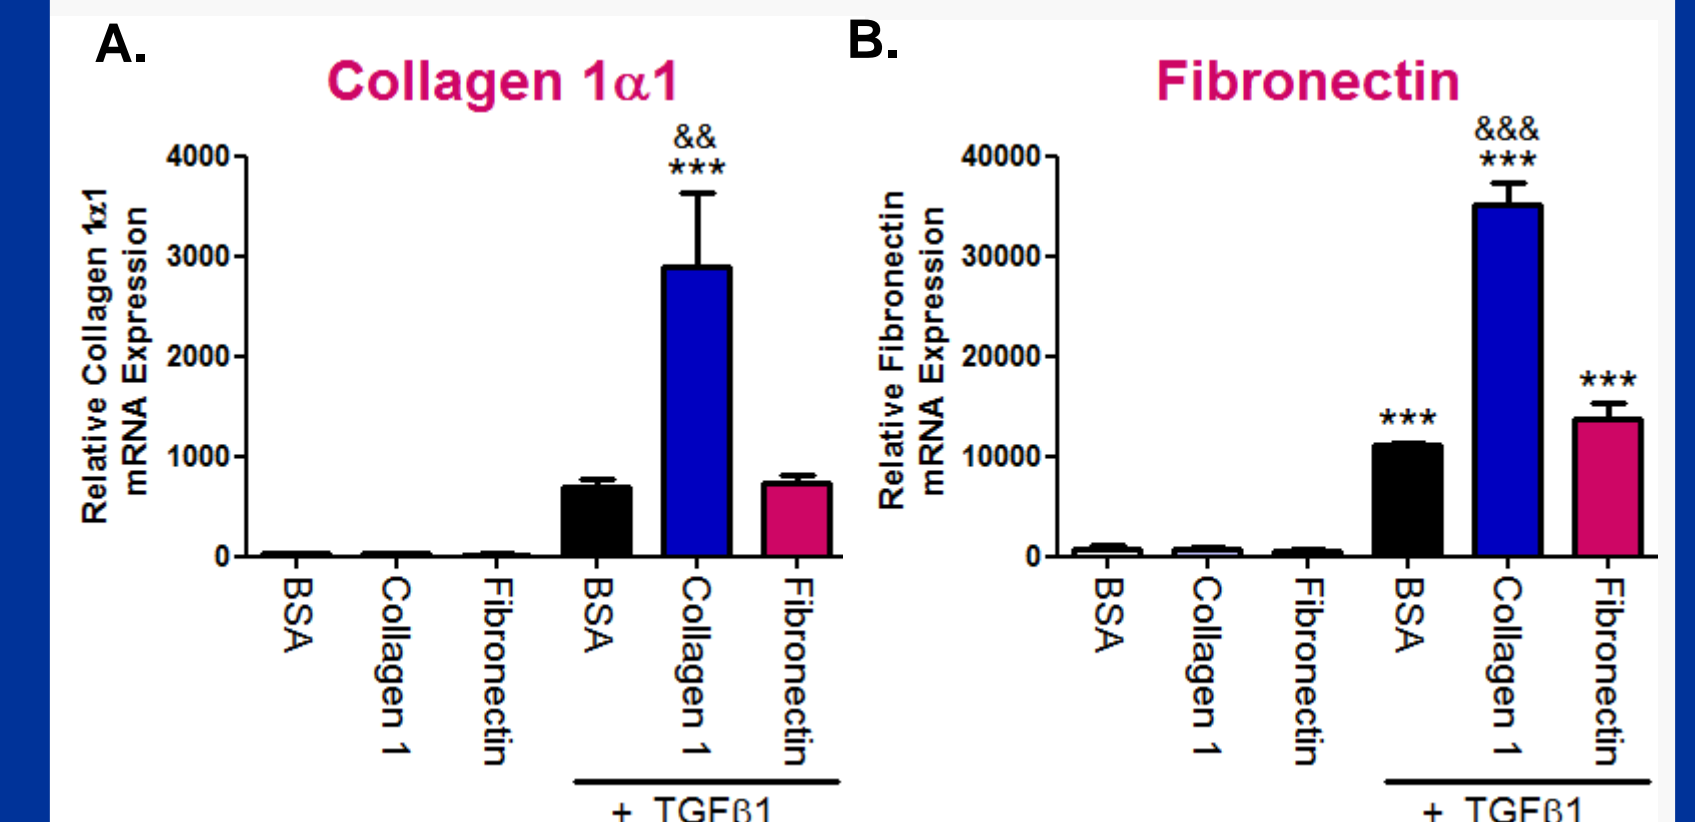 A.
Collagen 1α1
&&
***
4000
3000
2000
1000
0
Relative Collagen 1α1
mRNA Expression
BSA
Collagen 1
Fibronectin
BSA
Collagen 1
Fibronectin
+ TGFβ1
B.
Fibronectin
&&&
***
***
***
40000
30000
20000
10000
0
Relative Fibronectin
mRNA Expression
BSA
Collagen 1
Fibronectin
BSA
Collagen 1
Fibronectin
+ TGFβ1